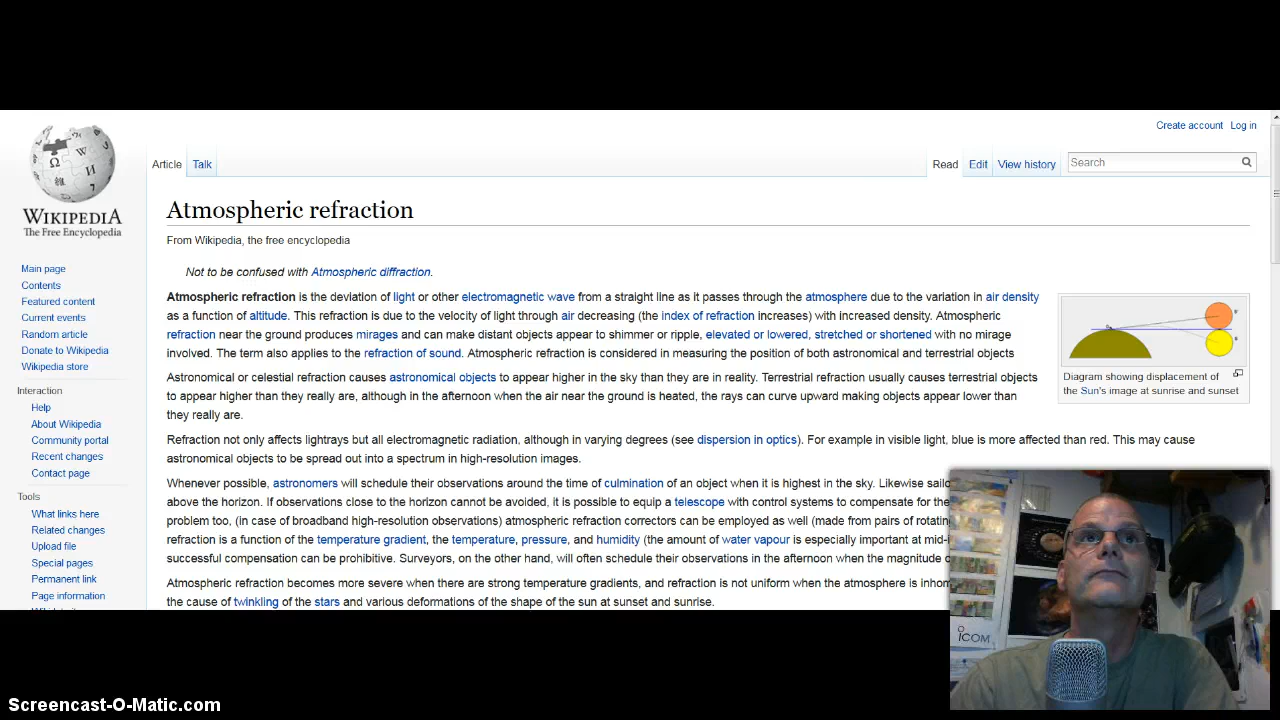 Create account Log in
Article Talk Read Edit View history Search
WIKIPEDIA
The Free Encyclopedia
Main page
Contents
Featured content
Current events
Random article
Donate to Wikipedia
Wikipedia store
Interaction
Help
About Wikipedia
Community portal
Recent changes
Contact page
Tools
What links here
Related changes
Upload file
Special pages
Permanent link
Page information
Atmospheric refraction
From Wikipedia, the free encyclopedia
Not to be confused with Atmospheric diffraction.
Atmospheric refraction is the deviation of light or other electromagnetic wave from a straight line as it passes through the atmosphere due to the variation in air density
as a function of altitude. This refraction is due to the velocity of light through air decreasing (the index of refraction increases) with increased density. Atmospheric
refraction near the ground produces mirages and can make distant objects appear to shimmer or ripple, elevated or lowered, stretched or shortened with no mirage
involved. The term also applies to the refraction of sound. Atmospheric refraction is considered in measuring the position of both astronomical and terrestrial objects
Astronomical or celestial refraction causes astronomical objects to appear higher in the sky than they are in reality. Terrestrial refraction usually causes terrestrial objects
to appear higher than they really are, although in the afternoon when the air near the ground is heated, the rays can curve upward making objects appear lower than
they really are.
Refraction not only affects lightrays but all electromagnetic radiation, although in varying degrees (see dispersion in optics). For example in visible light, blue is more affected than red. This may cause
astronomical objects to be spread out into a spectrum in high-resolution images.
Whenever possible, astronomers will schedule their observations around the time of culmination of an object when it is highest in the sky. Likewise sailo
above the horizon. If observations close to the horizon cannot be avoided, it is possible to equip a telescope with control systems to compensate for the
problem too, (in case of broadband high-resolution observations) atmospheric refraction correctors can be employed as well (made from pairs of rotating
refraction is a function of the temperature gradient, the temperature, pressure, and humidity (the amount of water vapour is especially important at mid-i
successful compensation can be prohibitive. Surveyors, on the other hand, will often schedule their observations in the afternoon when the magnitude o
Atmospheric refraction becomes more severe when there are strong temperature gradients, and refraction is not uniform when the atmosphere is inhom
the cause of twinkling of the stars and various deformations of the shape of the sun at sunset and sunrise.
Diagram showing displacement of
the Sun's image at sunrise and sunset
ICOM
Screencast-O-Matic.com